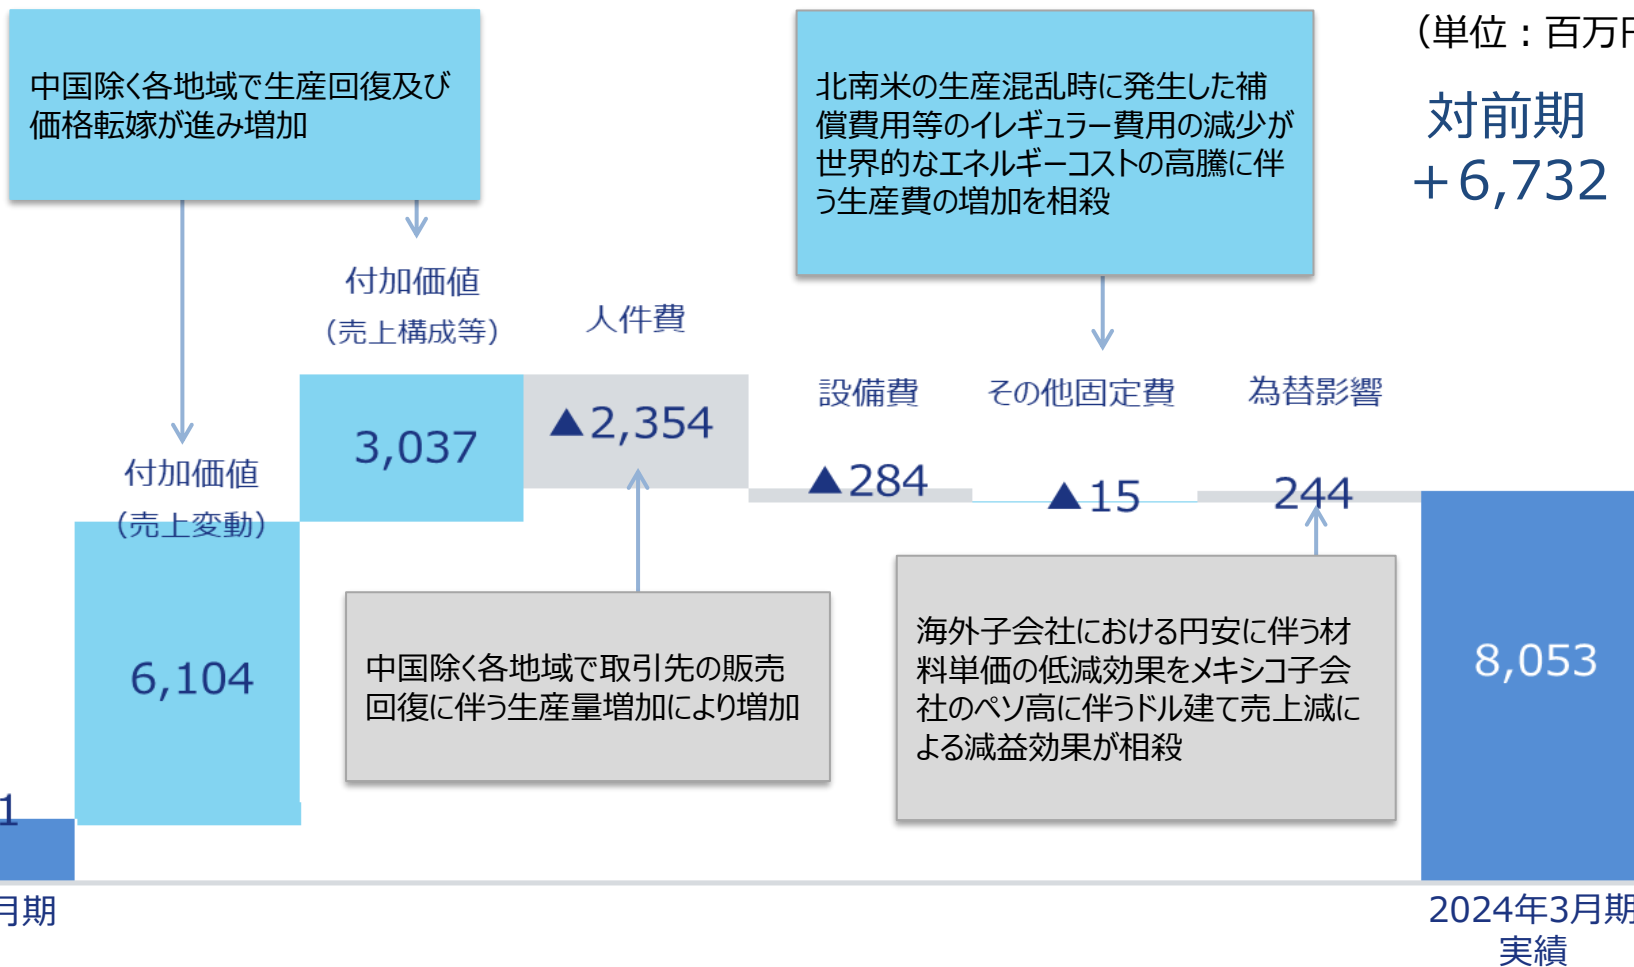 中国除く各地域で生産回復及び
価格転嫁が進み増加
北南米の生産混乱時に発生した補
償費用等のイレギュラー費用の減少が
世界的なエネルギーコストの高騰に伴
う生産費の増加を相殺
(単位:百万円
対前期
+6,732
付加価値
(売上構成等)
人件費
設備費
その他固定費
為替影響
付加価値
(売上変動)
3,037
▲2,354
▲284
▲15
244
6,104
中国除く各地域で取引先の販売
回復に伴う生産量増加により増加
海外子会社における円安に伴う材
料単価の低減効果をメキシコ子会
社のペソ高に伴うドル建て売上減に
よる減益効果が相殺
8,053
1
月期
2024年3月期
実績